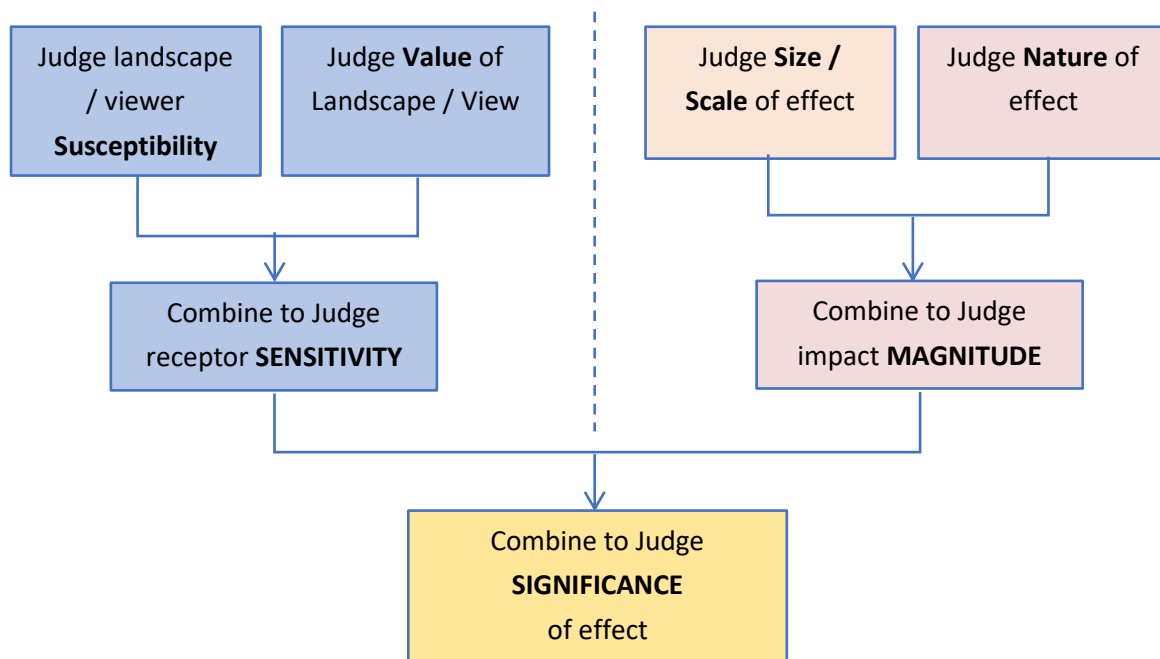 Judge landscape
/ viewer
Susceptibility
Judge Value of
Landscape / View
Judge Size /
Scale of effect
Judge Nature of
effect
Combine to Judge
receptor SENSITIVITY
Combine to Judge
impact MAGNITUDE
Combine to Judge
SIGNIFICANCE
of effect